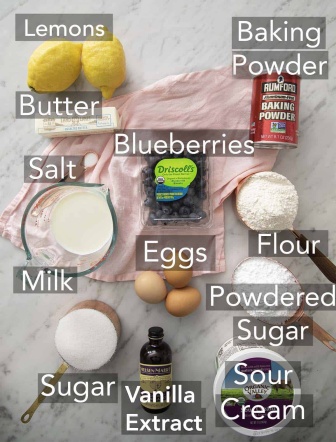 Lemons
Baking
Powder
RUMFORD
BAKING
POWDER
Butter
Blueberries
Driscoll's
Salt
Eggs
Flour
Milk
Powdered
Sugar
Sugar
Vanilla
Extract
Sour
Cream